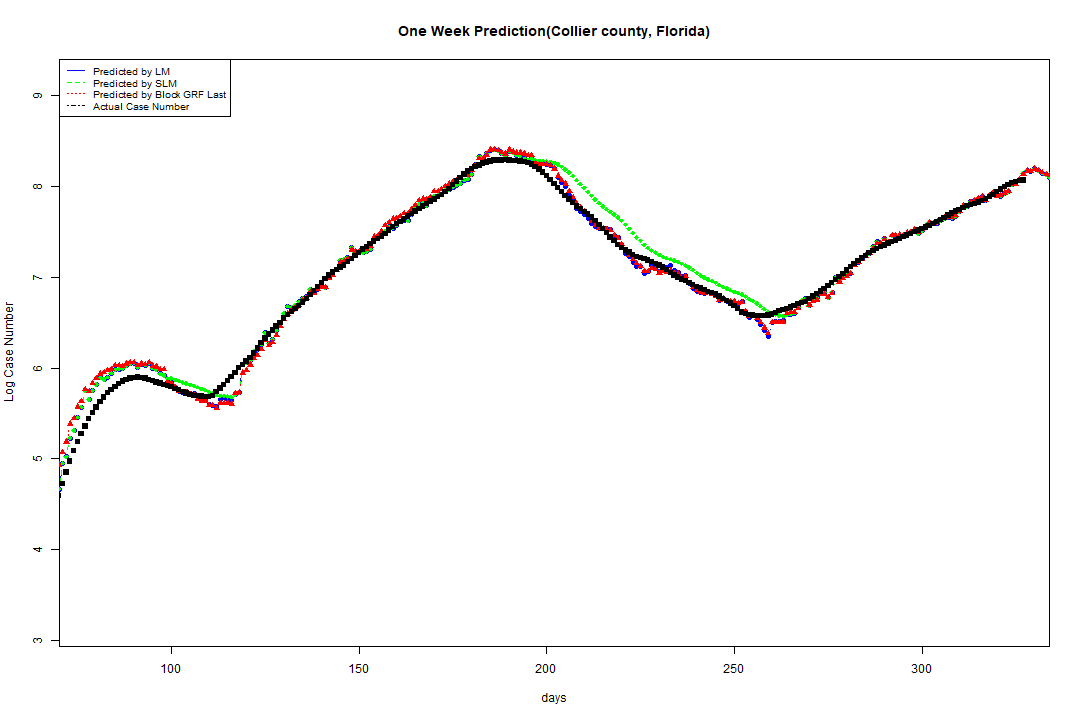 One Week Prediction(Collier county, Florida)
Predicted by LM
Predicted by SLM
Predicted by Block GRF Last
Actual Case Number
9
8
7
6
5
4
3
Log Case Number
100 150 200 250 300
days